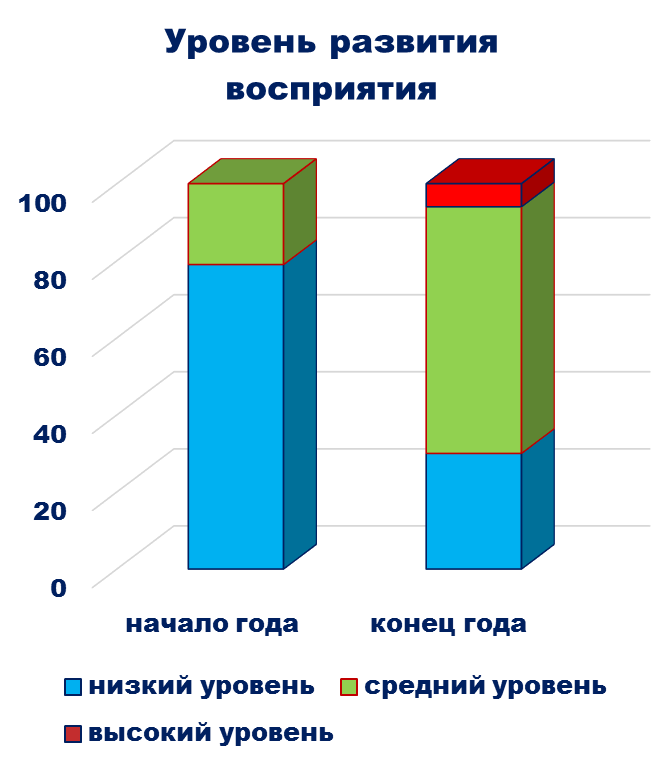 Уровень развития
восприятия
100
80
60
40
20
0
начало года конец года
низкий уровень средний уровень
высокий уровень